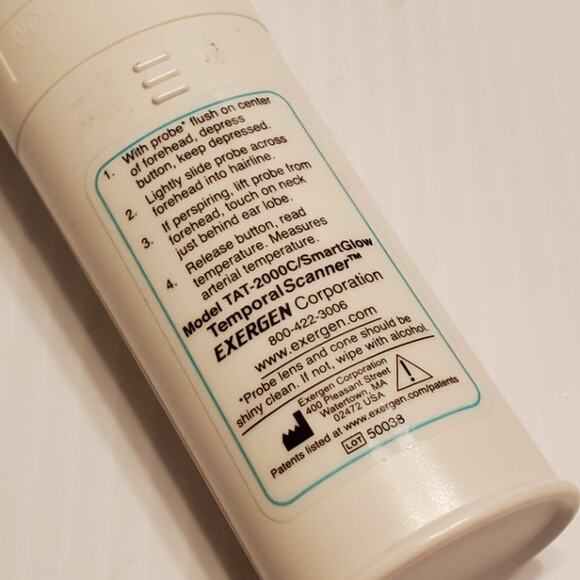 1. With probe* flush on center
of forehead, depress
button, keep depressed.
2. Lightly slide probe across
forehead into hairline.
3. If perspiring, lift probe from
forehead, touch on neck
just behind ear lobe.
4. Release button, read
temperature. Measures
arterial temperature.
Model TAT-2000C/SmartGlow
TemporalScanner™
EXERGEN Corporation
800-422-3006
www.exergen.com
*Probe lens and cone should be
shiny clean. If not, wipe with alcohol.
Exergen Corporation
400 Pleasant Street
Watertown, MA
02472 USA
Patents listed at www.exergen.com/patents
LOT 50038